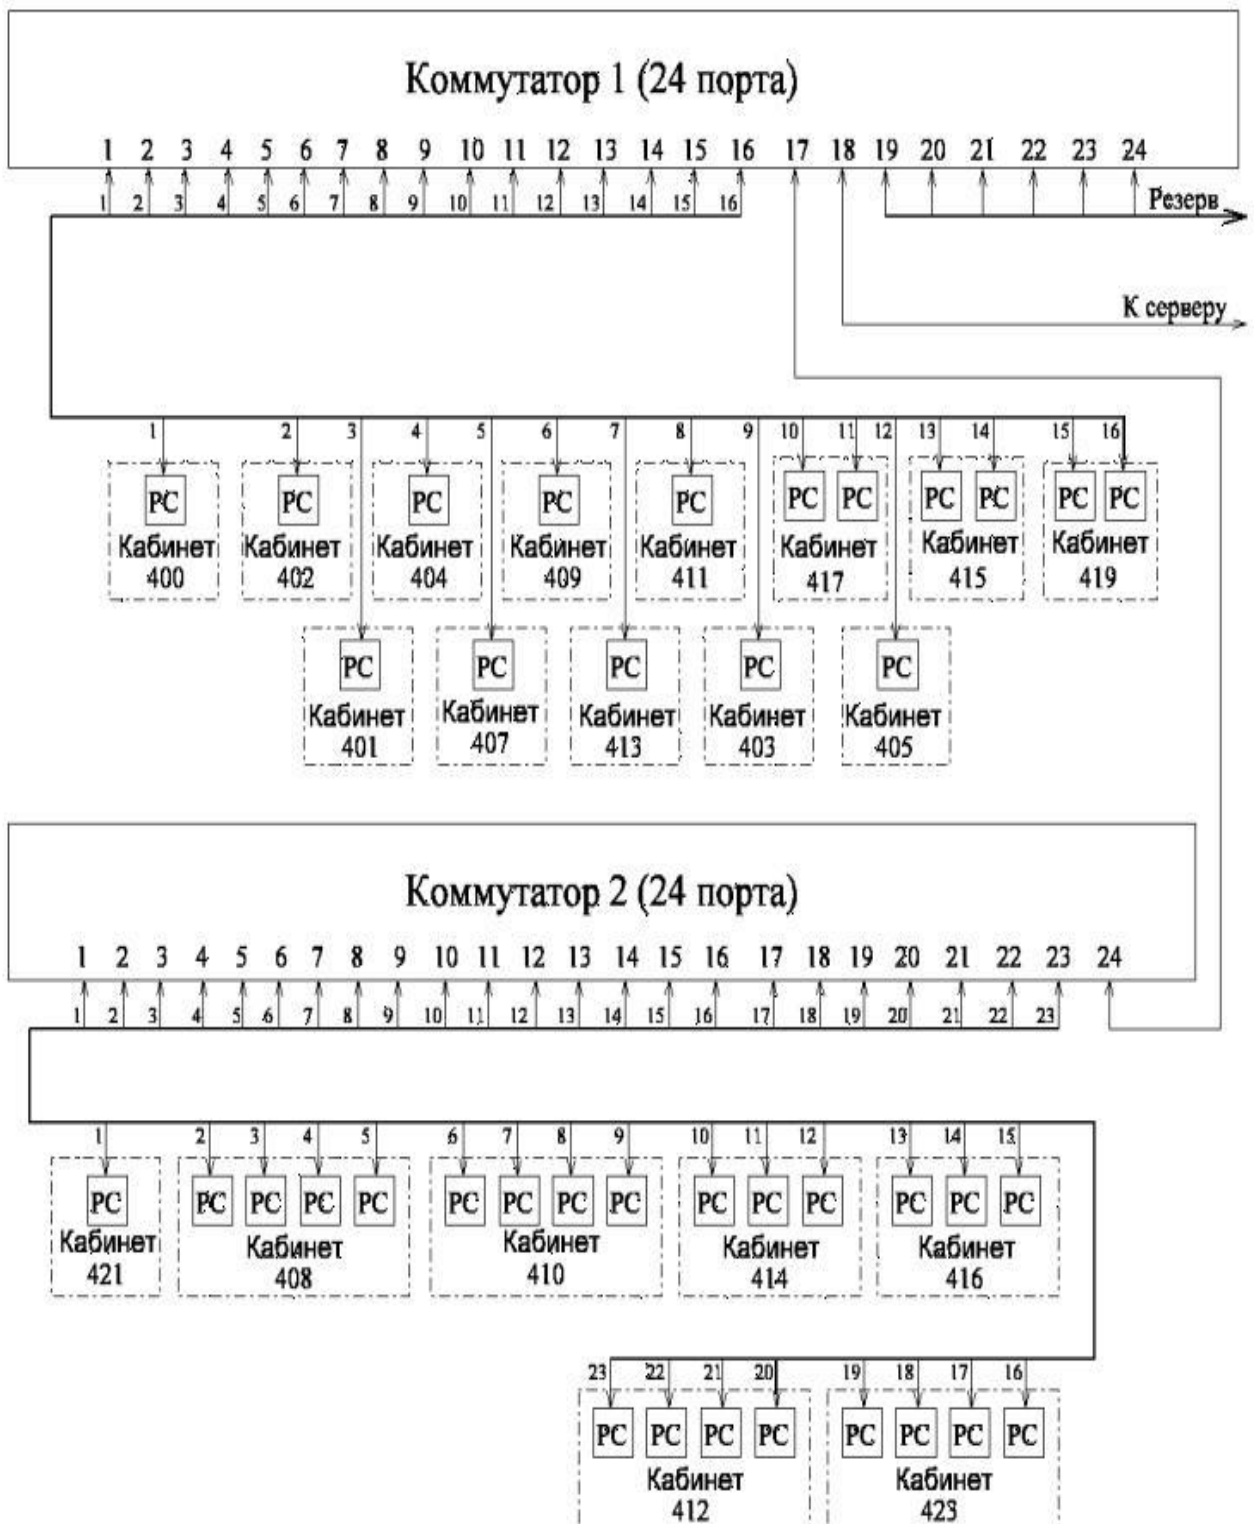 Коммутатор 1 (24 порта)
1 2 3 4 5 6 7 8 9 10 11 12 13 14 15 16 17 18 19 20 21 22 23 24
1 2 3 4 5 6 7 8 9 10 11 12 13 14 15 16
Резерв
К серверу
1 2 3 4 5 6 7 8 9 10 11 12 13 14 15 16
PC PC PC PC PC PC PC PC PC PC PC
Кабинет Кабинет Кабинет Кабинет Кабинет Кабинет Кабинет Кабинет
400 402 404 409 411 417 415 419
PC PC PC PC PC
Кабинет Кабинет Кабинет Кабинет Кабинет
401 407 413 403 405
Коммутатор 2 (24 порта)
1 2 3 4 5 6 7 8 9 10 11 12 13 14 15 16 17 18 19 20 21 22 23 24
1 2 3 4 5 6 7 8 9 10 11 12 13 14 15 16 17 18 19 20 21 22 23
1 2 3 4 5 6 7 8 9 10 11 12 13 14 15
PC PC PC PC PC PC PC PC PC PC PC PC PC PC PC
Кабинет Кабинет Кабинет Кабинет Кабинет
421 408 410 414 416
23 22 21 20 19 18 17 16
PC PC PC PC PC PC PC PC
Кабинет Кабинет
412 423